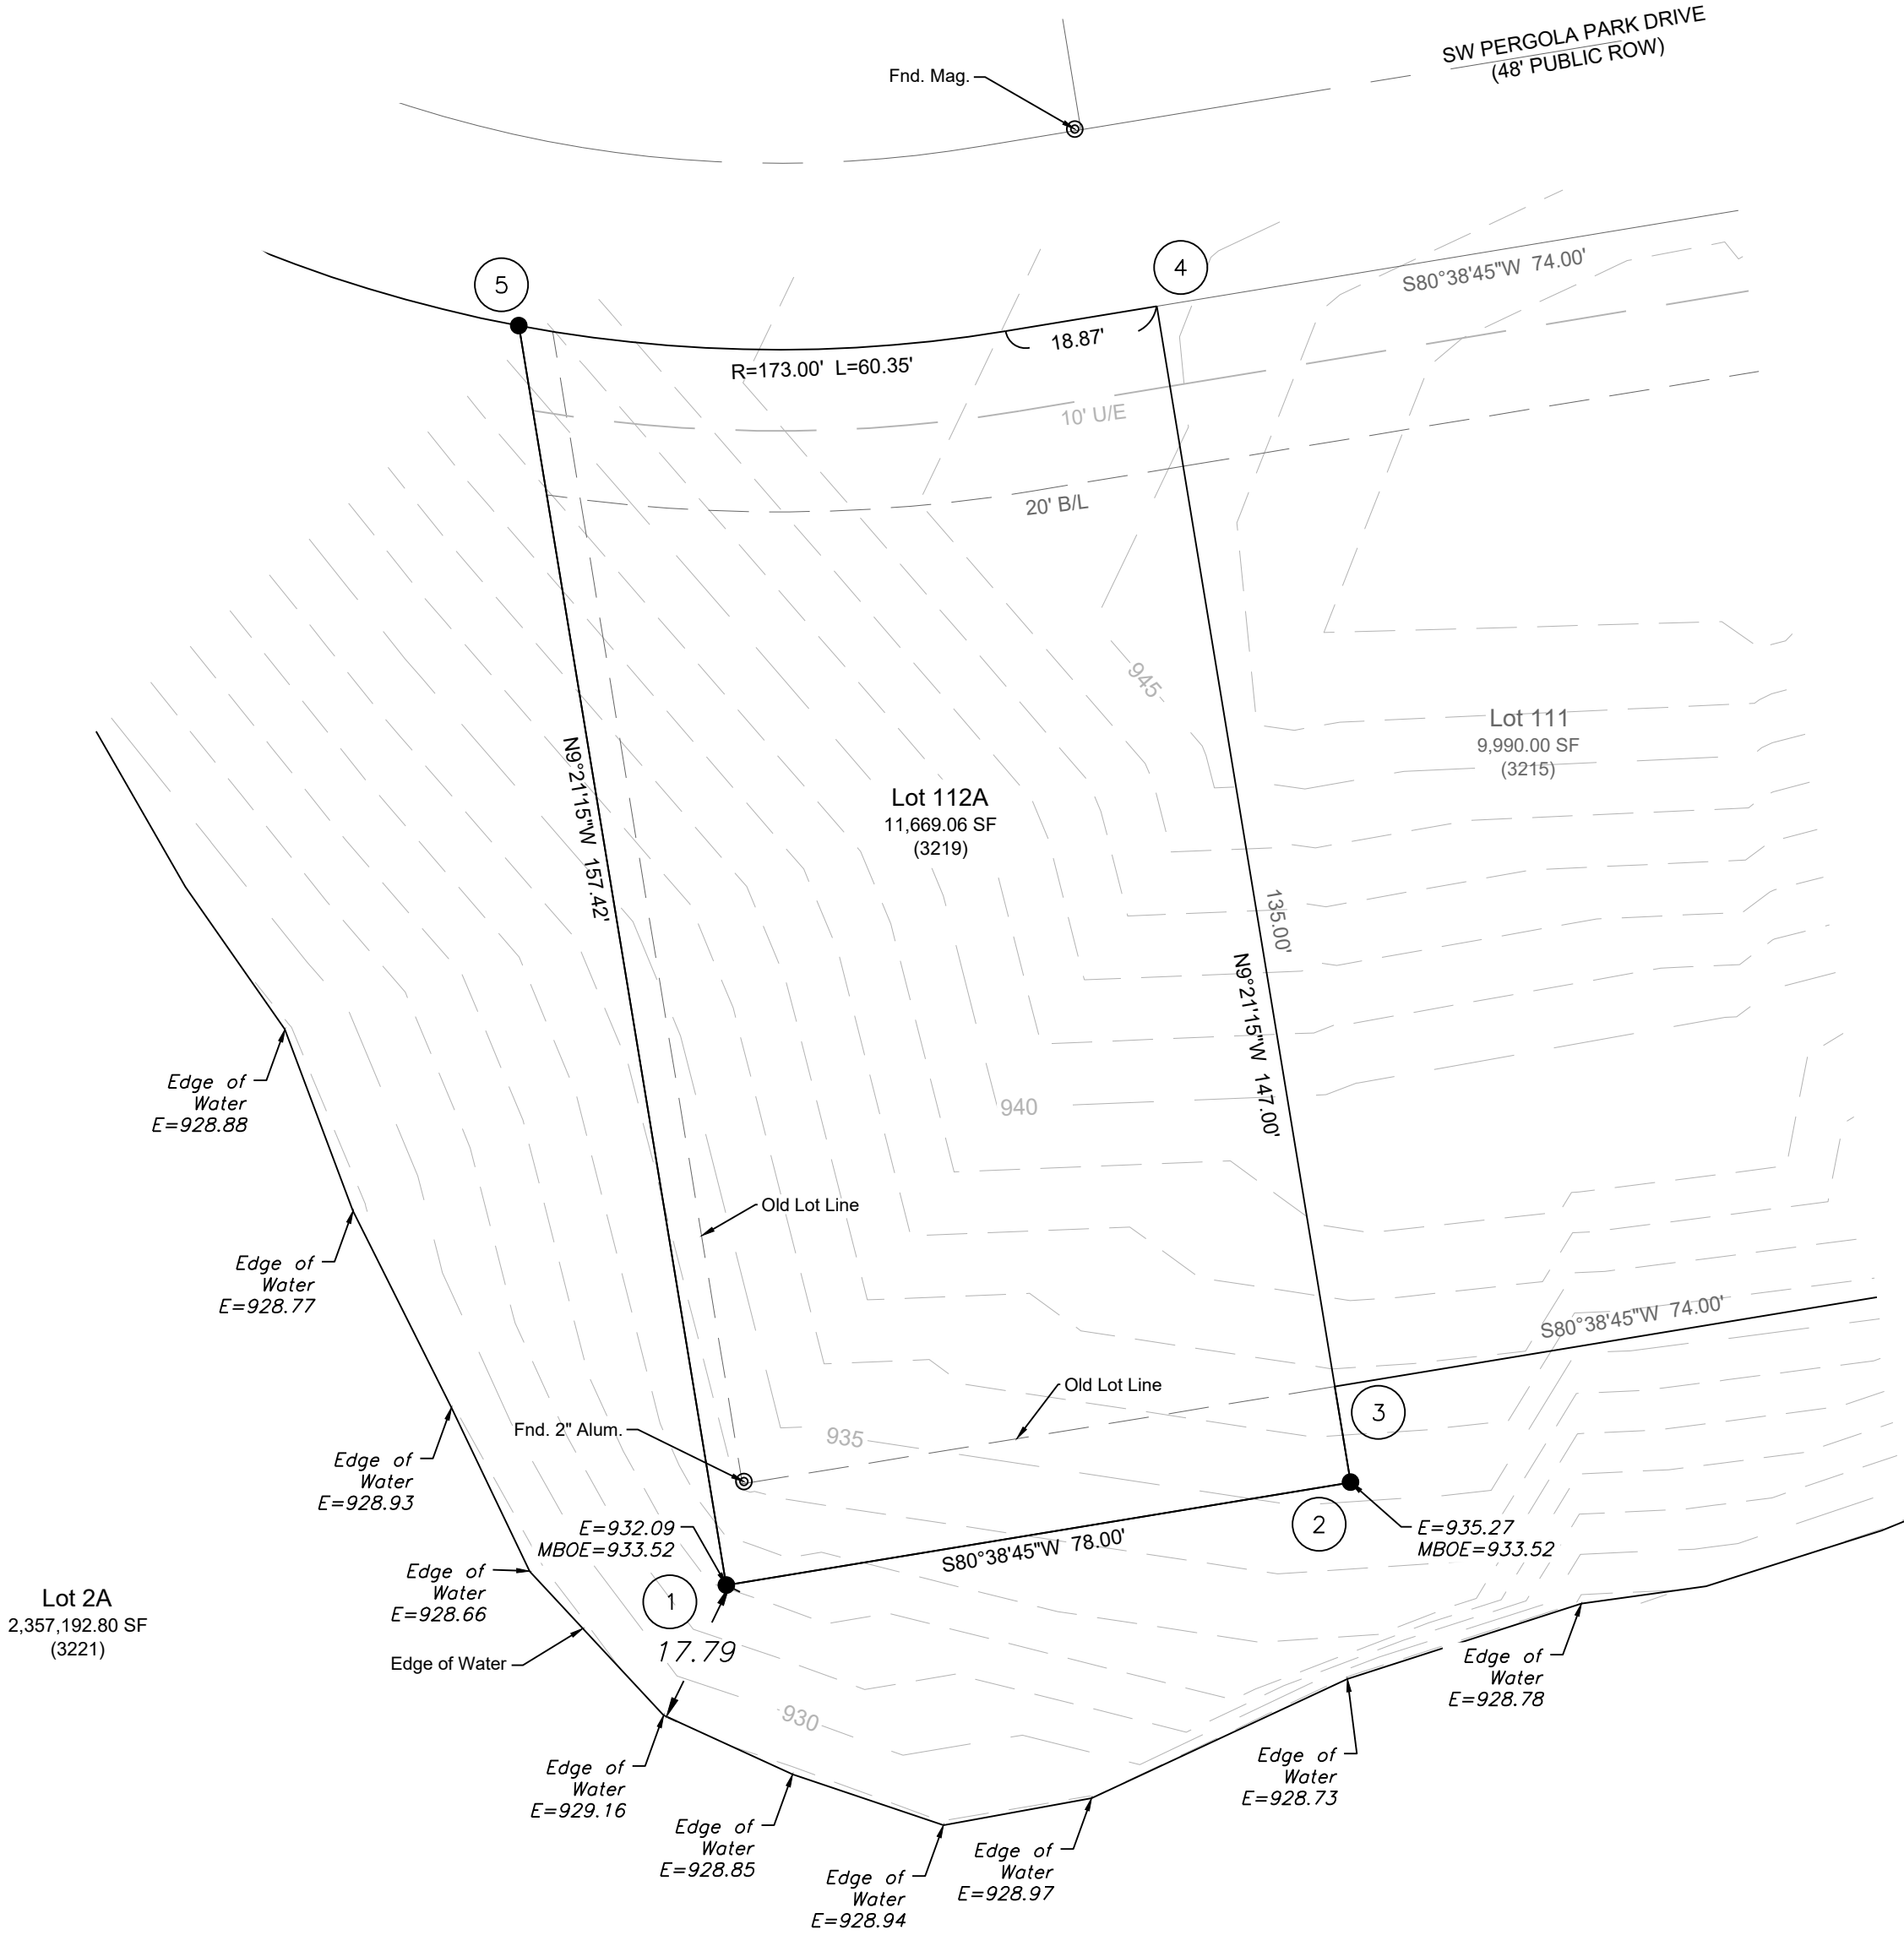 SW PERGOLA PARK DRIVE
(48' PUBLIC ROW)
Fnd. Mag.
5
4
S80°38'45"W 74.00'
18.87'
R=173.00' L=60.35'
10' U/E
20' B/L
945
Lot 111
9,990.00 SF
(3215)
Lot 112A
11,669.06 SF
(3219)
N9°21'15"W 157.42'
135.00'
N9°21'15"W 147.00'
940
Edge of
Water
E=928.88
Old Lot Line
Edge of
Water
E=928.77
S80°38'45"W 74.00'
Old Lot Line
3
Fnd. 2" Alum.
935
Edge of
Water
E=928.93
E=932.09
MBOE=933.52
S80°38'45"W 78.00'
2
E=935.27
MBOE=933.52
Edge of
Water
E=928.66
1
Lot 2A
2,357,192.80 SF
(3221)
17.79
Edge of Water
Edge of
Water
E=928.78
930
Edge of
Water
E=928.73
Edge of
Water
E=929.16
Edge of
Water
E=928.85
Edge of
Water
E=928.97
Edge of
Water
E=928.94